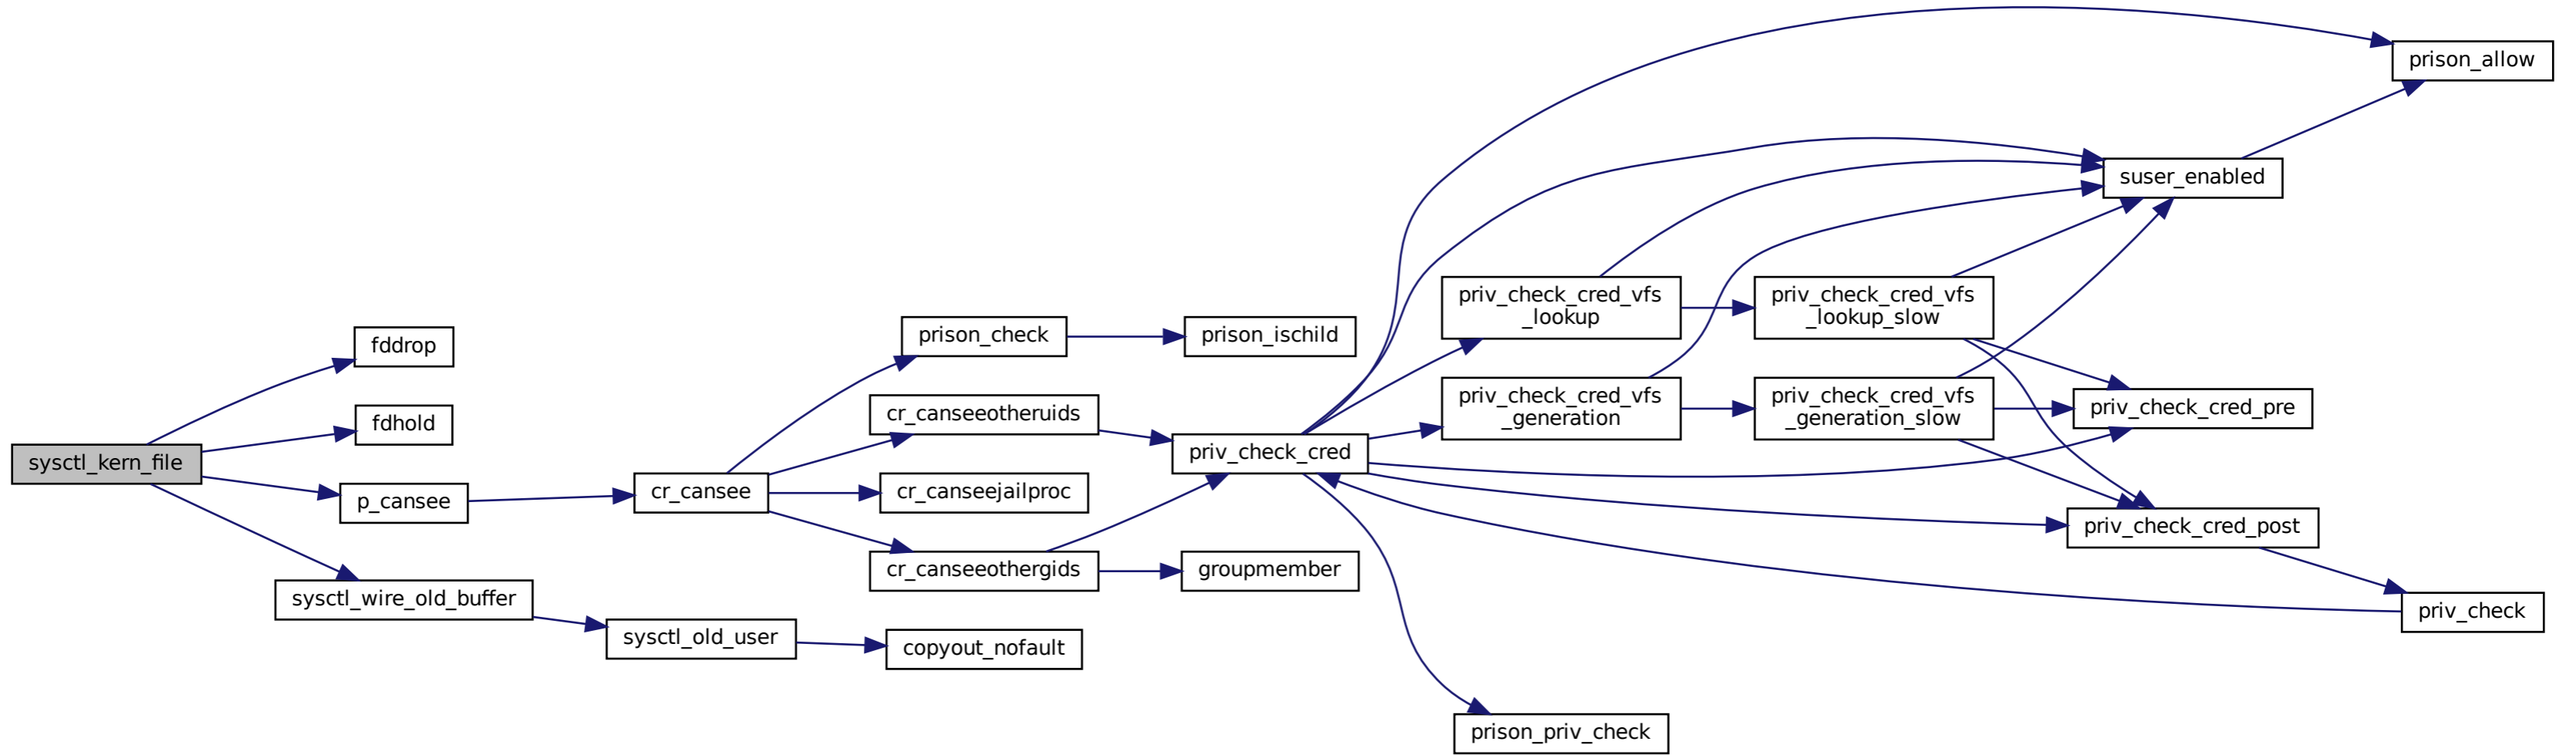 sysctl_kern_file
fddrop
fdhold
p_cansee
sysctl_wire_old_buffer
cr_cansee
sysctl_old_user
prison_check
cr_canseeotheruids
cr_canseejailproc
cr_canseeothergids
copyout_nofault
prison_ischild
priv_check_cred
groupmember
priv_check_cred_vfs
_lookup
priv_check_cred_vfs
_generation
prison_priv_check
priv_check_cred_vfs
_lookup_slow
priv_check_cred_vfs
_generation_slow
suser_enabled
priv_check_cred_pre
priv_check_cred_post
prison_allow
priv_check